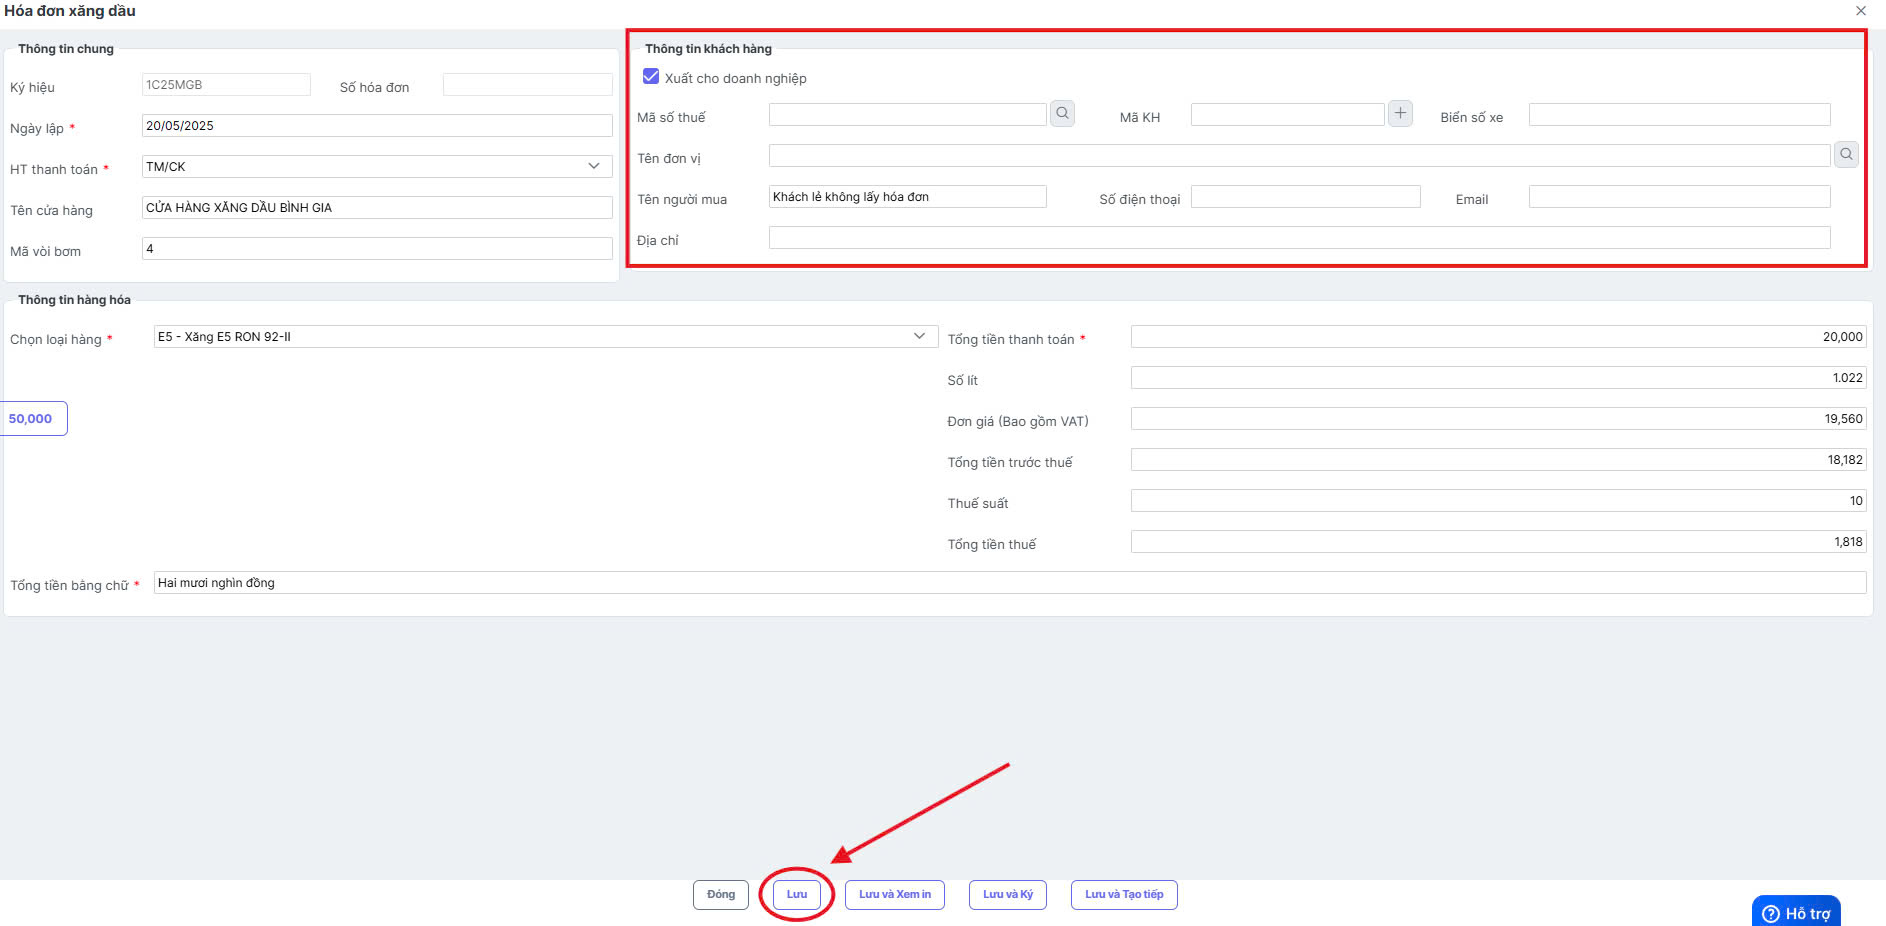 Hóa đơn xăng dầu
Thông tin chung
Ký hiệu 1C25MGB Số hóa đơn
Ngày lập * 20/05/2025
HT thanh toán * TM/CK
Tên cửa hàng CỬA HÀNG XĂNG DẦU BÌNH GIA
Mã vòi bơm 4
Thông tin khách hàng
Xuất cho doanh nghiệp
Mã số thuế Mã KH Biển số xe
Tên đơn vị
Tên người mua Khách lẻ không lấy hóa đơn Số điện thoại Email
Địa chỉ
Thông tin hàng hóa
Chọn loại hàng * E5 - Xăng E5 RON 92-II
50,000
Tổng tiền thanh toán * 20,000
Số lít 1.022
Đơn giá (Bao gồm VAT) 19,560
Tổng tiền trước thuế 18,182
Thuế suất 10
Tổng tiền thuế 1,818
Tổng tiền bằng chữ * Hai mươi nghìn đồng
Đóng Lưu Lưu và Xem in Lưu và Ký Lưu và Tạo tiếp
Hỗ trợ